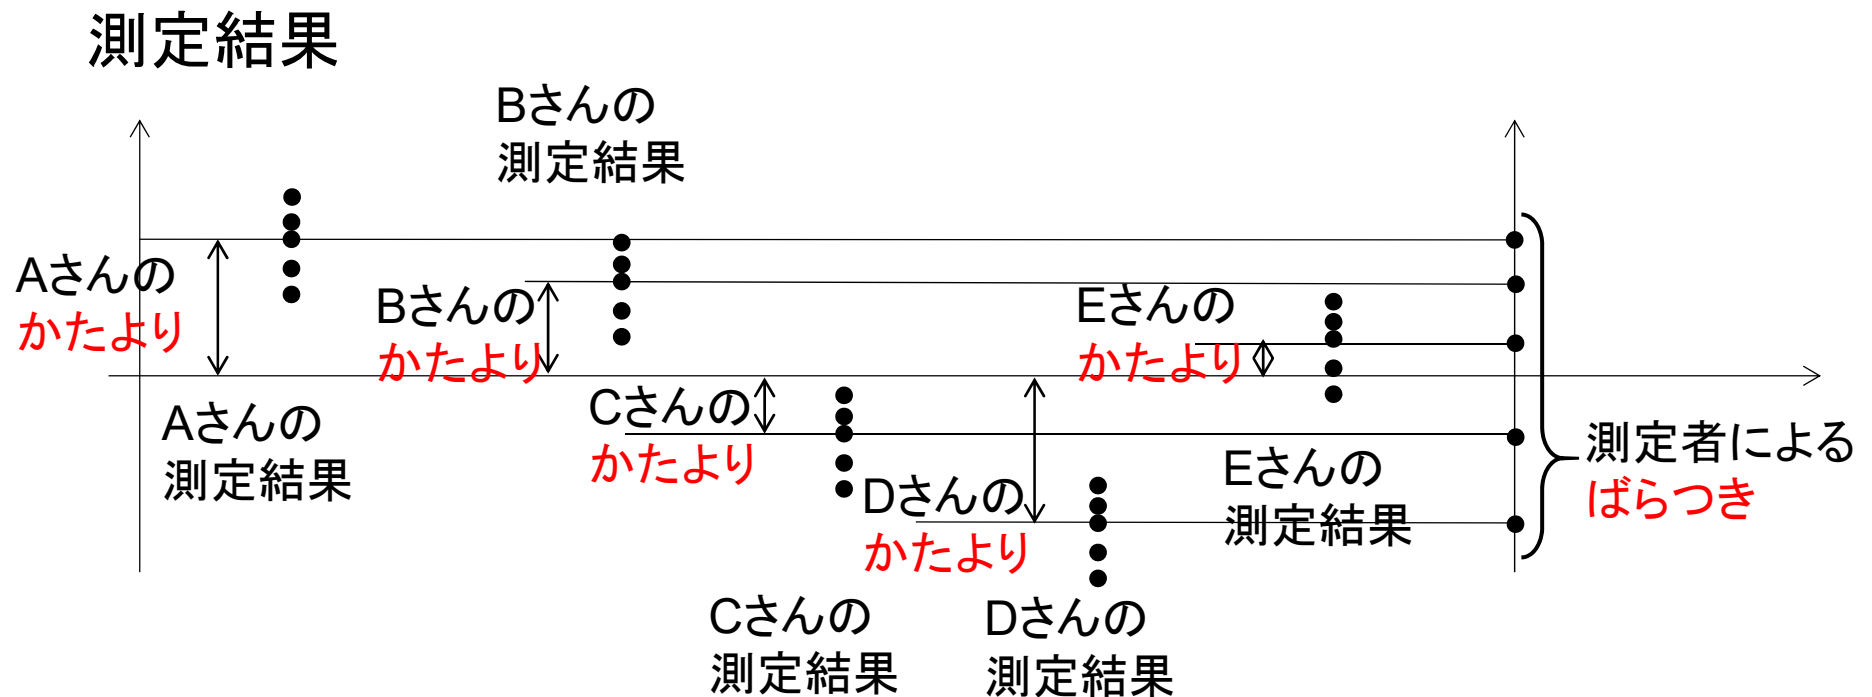 測定結果
Bさんの
測定結果
Aさんの
かたより
Bさんの
かたより
Eさんの
かたより
Aさんの
測定結果
Cさんの
かたより
Dさんの
かたより
Eさんの
測定結果
測定者による
ばらつき
Cさんの
測定結果
Dさんの
測定結果